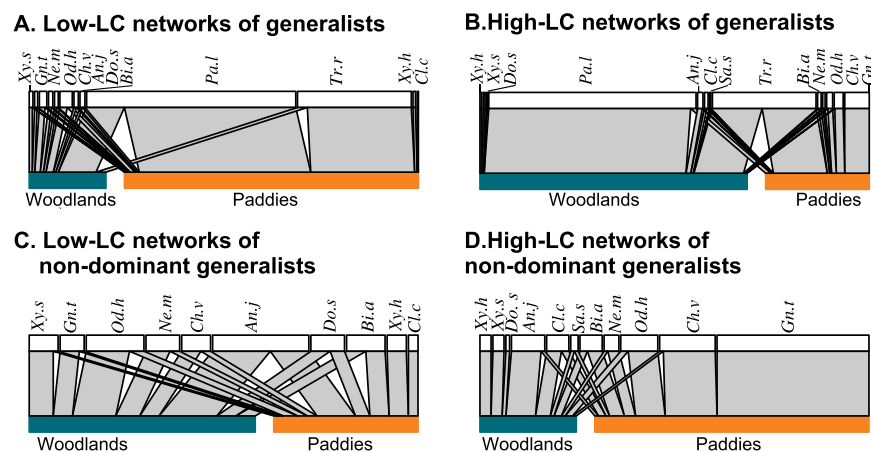 A. Low-LC networks of generalists
Xy.s Gn.t Ne.m Od.h Ch.v An.j Do.s Bi.a Pa.l Tr.r Xy.h Cl.c
Woodlands Paddies
B.High-LC networks of generalists
Xy.h Xy.s Do.s Pa.l An.j Cl.c Sa.s Tr.r Bi.a Ne.m Od.h Ch.v Gn.t
Woodlands Paddies
C. Low-LC networks of
non-dominant generalists
Xy.s Gn.t Od.h Ne.m Ch.v An.j Do.s Bi.a Xy.h Cl.c
Woodlands Paddies
D.High-LC networks of
non-dominant generalists
Xy.h Xy.s Do. s An.j Cl.c Sa.s Bi.a Ne.m Od.h Ch.v Gn.t
Woodlands Paddies